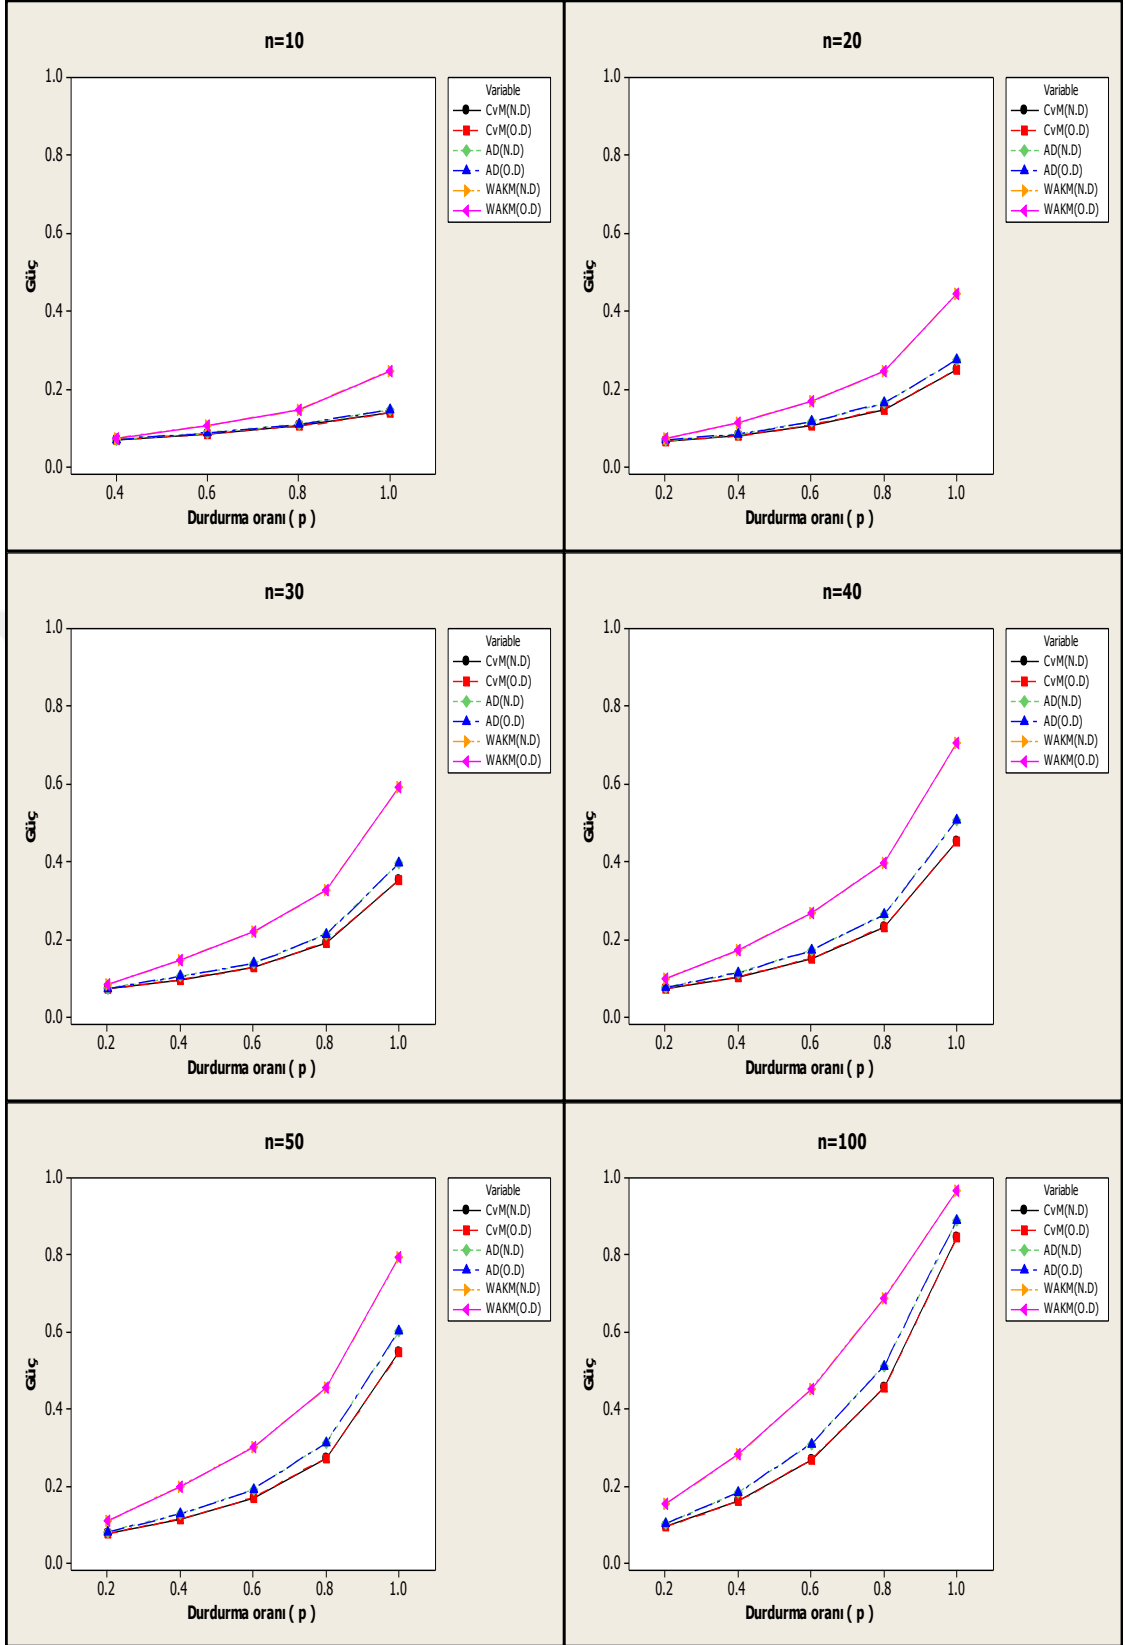 n=10
1.0
0.8
0.6
0.4
0.2
0.0
Güç
0.4 0.6 0.8 1.0
Durdurma oranı ( p )
Variable
CvM(N.D)
CvM(O.D)
AD(N.D)
AD(O.D)
WAKM(N.D)
WAKM(O.D)
n=20
1.0
0.8
0.6
0.4
0.2
0.0
Güç
0.2 0.4 0.6 0.8 1.0
Durdurma oranı ( p )
Variable
CvM(N.D)
CvM(O.D)
AD(N.D)
AD(O.D)
WAKM(N.D)
WAKM(O.D)
n=30
1.0
0.8
0.6
0.4
0.2
0.0
Güç
0.2 0.4 0.6 0.8 1.0
Durdurma oranı ( p )
Variable
CvM(N.D)
CvM(O.D)
AD(N.D)
AD(O.D)
WAKM(N.D)
WAKM(O.D)
n=40
1.0
0.8
0.6
0.4
0.2
0.0
Güç
0.2 0.4 0.6 0.8 1.0
Durdurma oranı ( p )
Variable
CvM(N.D)
CvM(O.D)
AD(N.D)
AD(O.D)
WAKM(N.D)
WAKM(O.D)
n=50
1.0
0.8
0.6
0.4
0.2
0.0
Güç
0.2 0.4 0.6 0.8 1.0
Durdurma oranı ( p )
Variable
CvM(N.D)
CvM(O.D)
AD(N.D)
AD(O.D)
WAKM(N.D)
WAKM(O.D)
n=100
1.0
0.8
0.6
0.4
0.2
0.0
Güç
0.2 0.4 0.6 0.8 1.0
Durdurma oranı ( p )
Variable
CvM(N.D)
CvM(O.D)
AD(N.D)
AD(O.D)
WAKM(N.D)
WAKM(O.D)